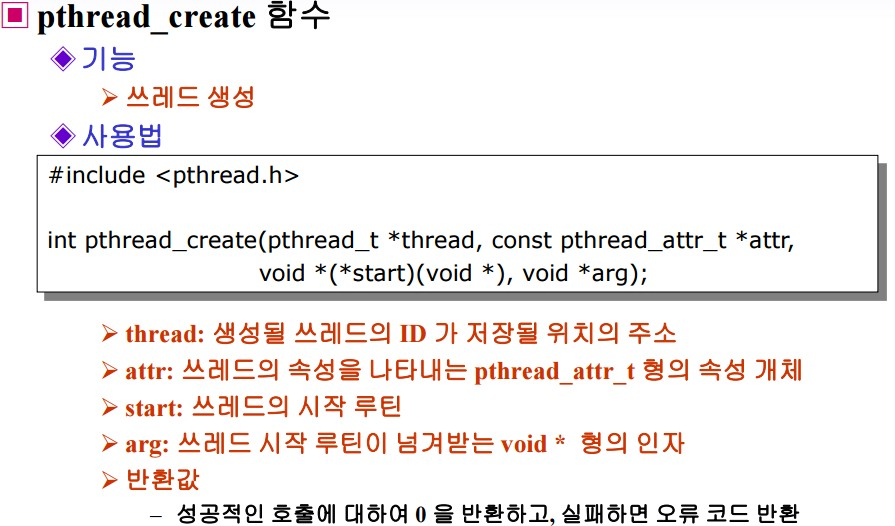 pthread_create 함수
기능
쓰레드 생성
사용법
#include <pthread.h>
int pthread_create(pthread_t *thread, const pthread_attr_t *attr,
void *(*start)(void *), void *arg);
thread: 생성될 쓰레드의 ID 가 저장될 위치의 주소
attr: 쓰레드의 속성을 나타내는 pthread_attr_t 형의 속성 개체
start: 쓰레드의 시작 루틴
arg: 쓰레드 시작 루틴이 넘겨받는 void * 형의 인자
반환값
– 성공적인 호출에 대하여 0 을 반환하고, 실패하면 오류 코드 반환